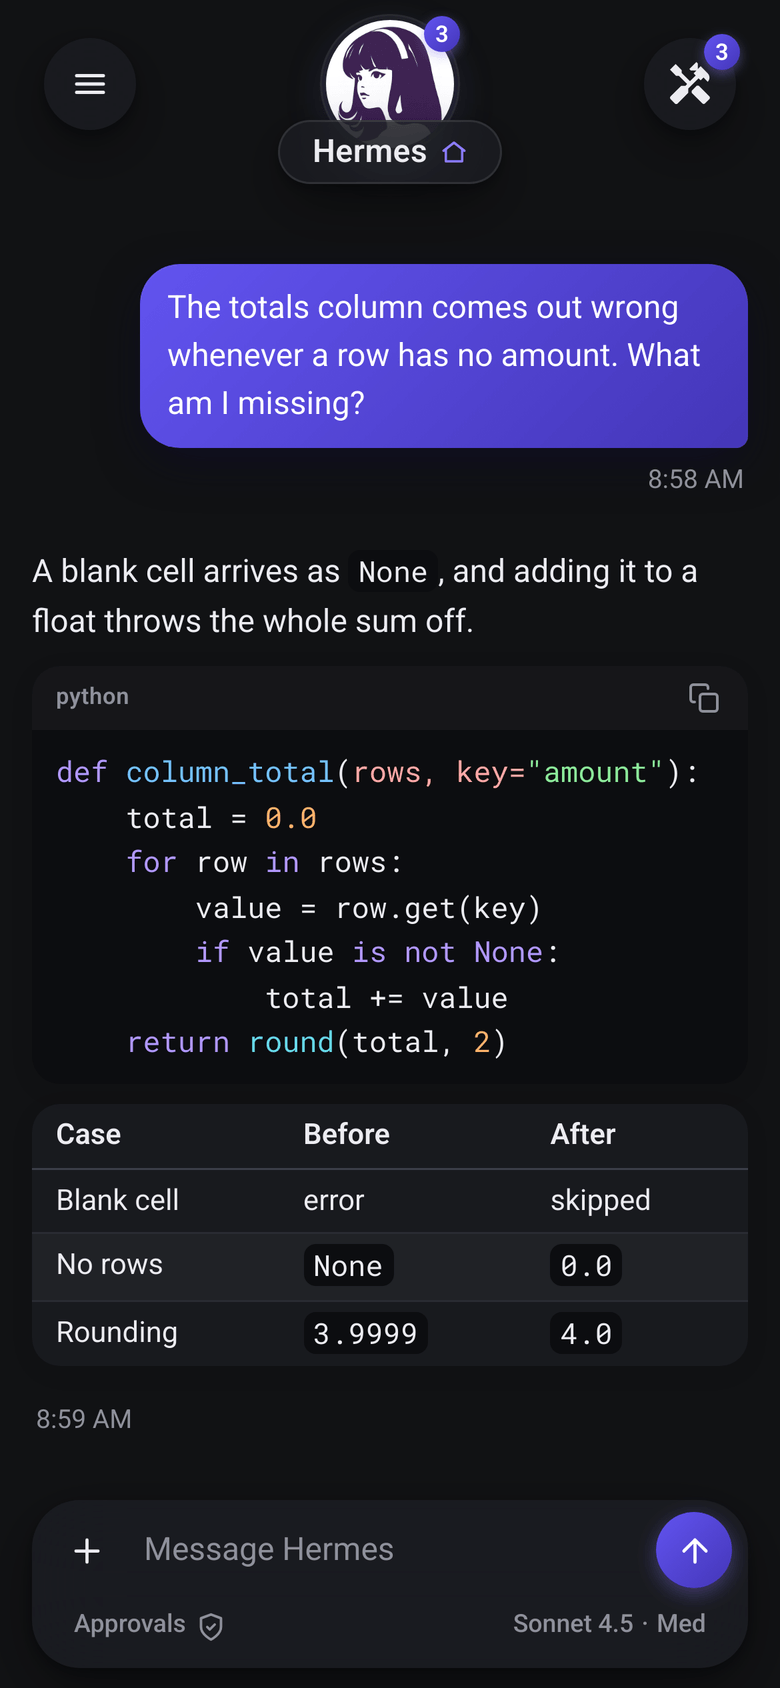 3
3
Hermes
The totals column comes out wrong
whenever a row has no amount. What
am I missing?
8:58 AM
A blank cell arrives as None, and adding it to a
float throws the whole sum off.
python
def column_total(rows, key="amount"):
    total = 0.0
    for row in rows:
        value = row.get(key)
        if value is not None:
            total += value
    return round(total, 2)
Case Before After
Blank cell error skipped
No rows None 0.0
Rounding 3.9999 4.0
8:59 AM
Message Hermes
Approvals Sonnet 4.5 · Med